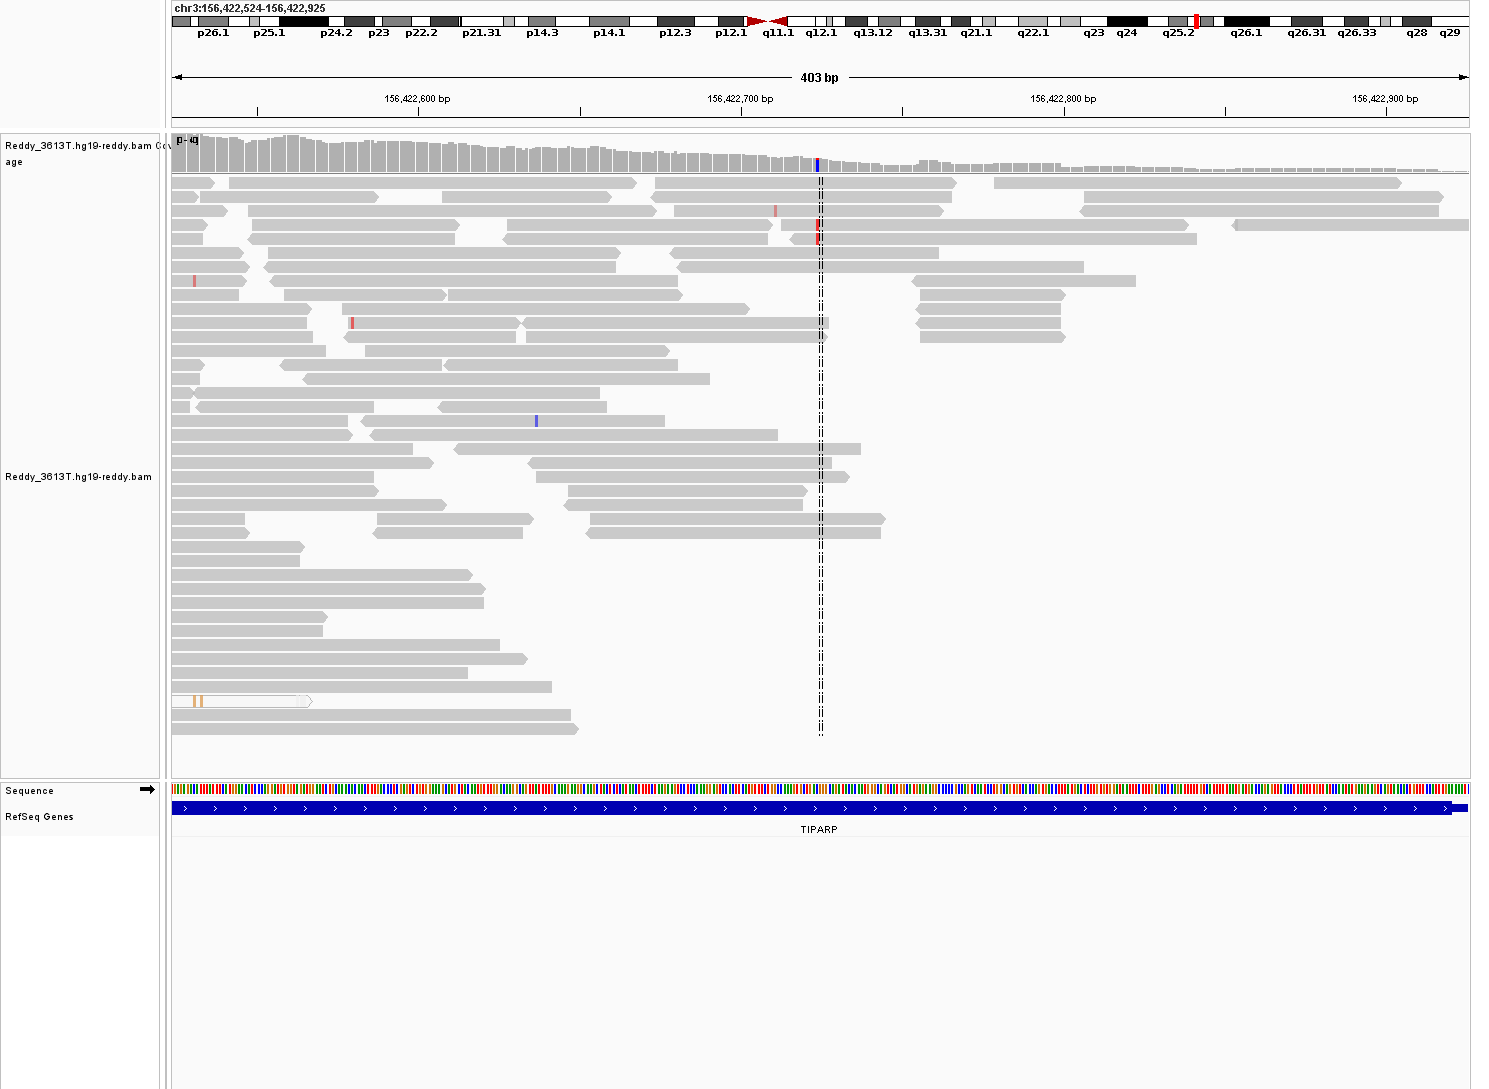 chr3:156,422,524-156,422,925
p26.1 p25.1 p24.2 p23 p22.2 p21.31 p14.3 p14.1 p12.3 p12.1 q11.1 q12.1 q13.12 q13.31 q21.1 q22.1 q23 q24 q25.2 q26.1 q26.31 q26.33 q28 q29
403 bp
156,422,600 bp 156,422,700 bp 156,422,800 bp 156,422,900 bp
Reddy_3613T.hg19-reddy.bam Cov
age
Reddy_3613T.hg19-reddy.bam
Sequence
RefSeq Genes
TIPARP